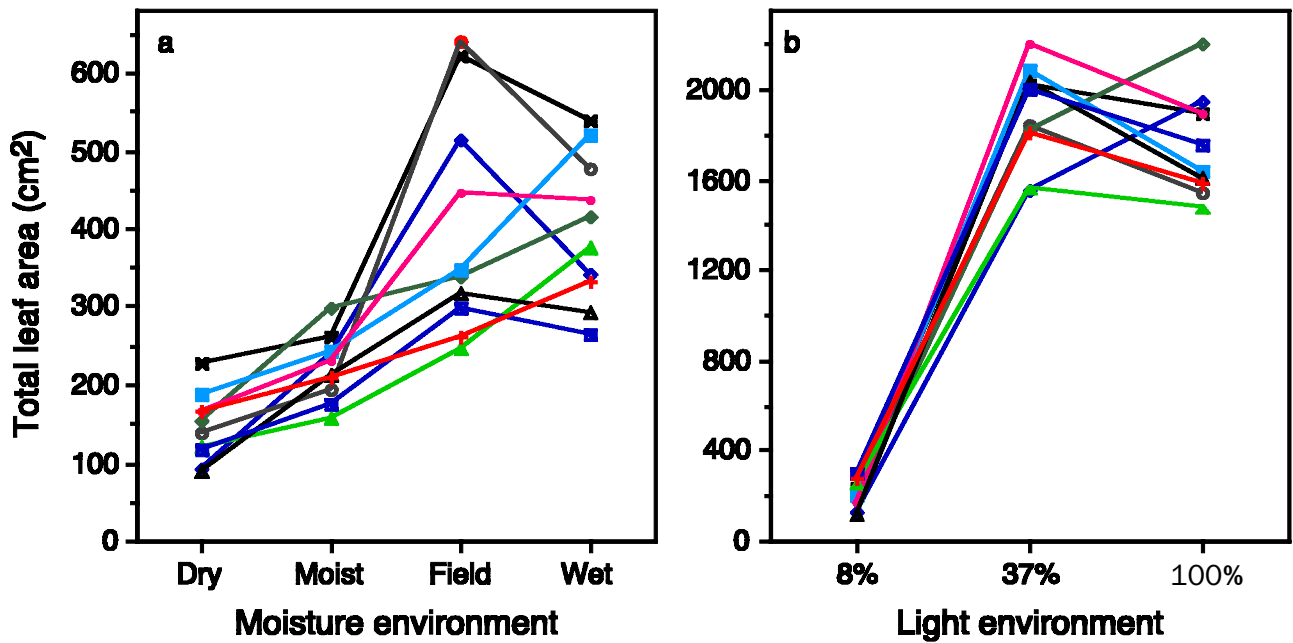 a
Total leaf area (cm2)
600
500
400
300
200
100
0
Dry Moist Field Wet
Moisture environment
b
2000
1600
1200
800
400
0
8% 37% 100%
Light environment